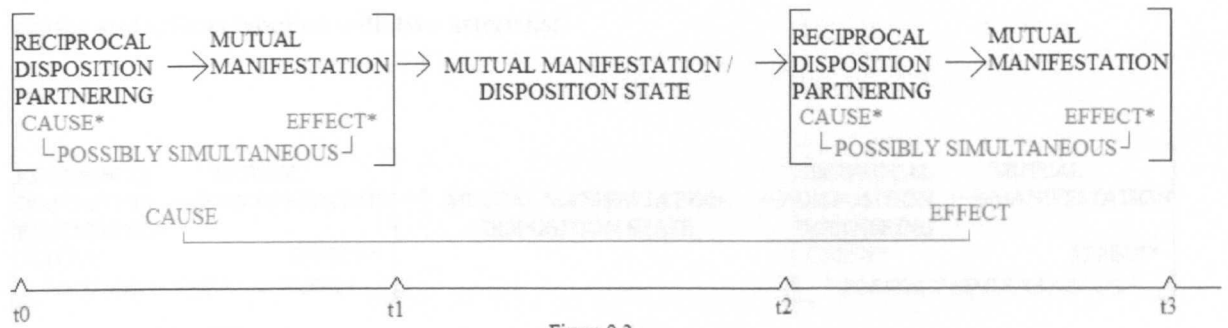 RECIPROCAL DISPOSITION PARTNERING
MUTUAL MANIFESTATION
CAUSE*
EFFECT*
POSSIBLY SIMULTANEOUS
MUTUAL MANIFESTATION /
DISPOSITION STATE
RECIPROCAL
DISPOSITION
PARTNERING
MUTUAL
MANIFESTATION
CAUSE*
EFFECT*
POSSIBLY SIMULTANEOUS
CAUSE
EFFECT
t0
t1
t2
t3